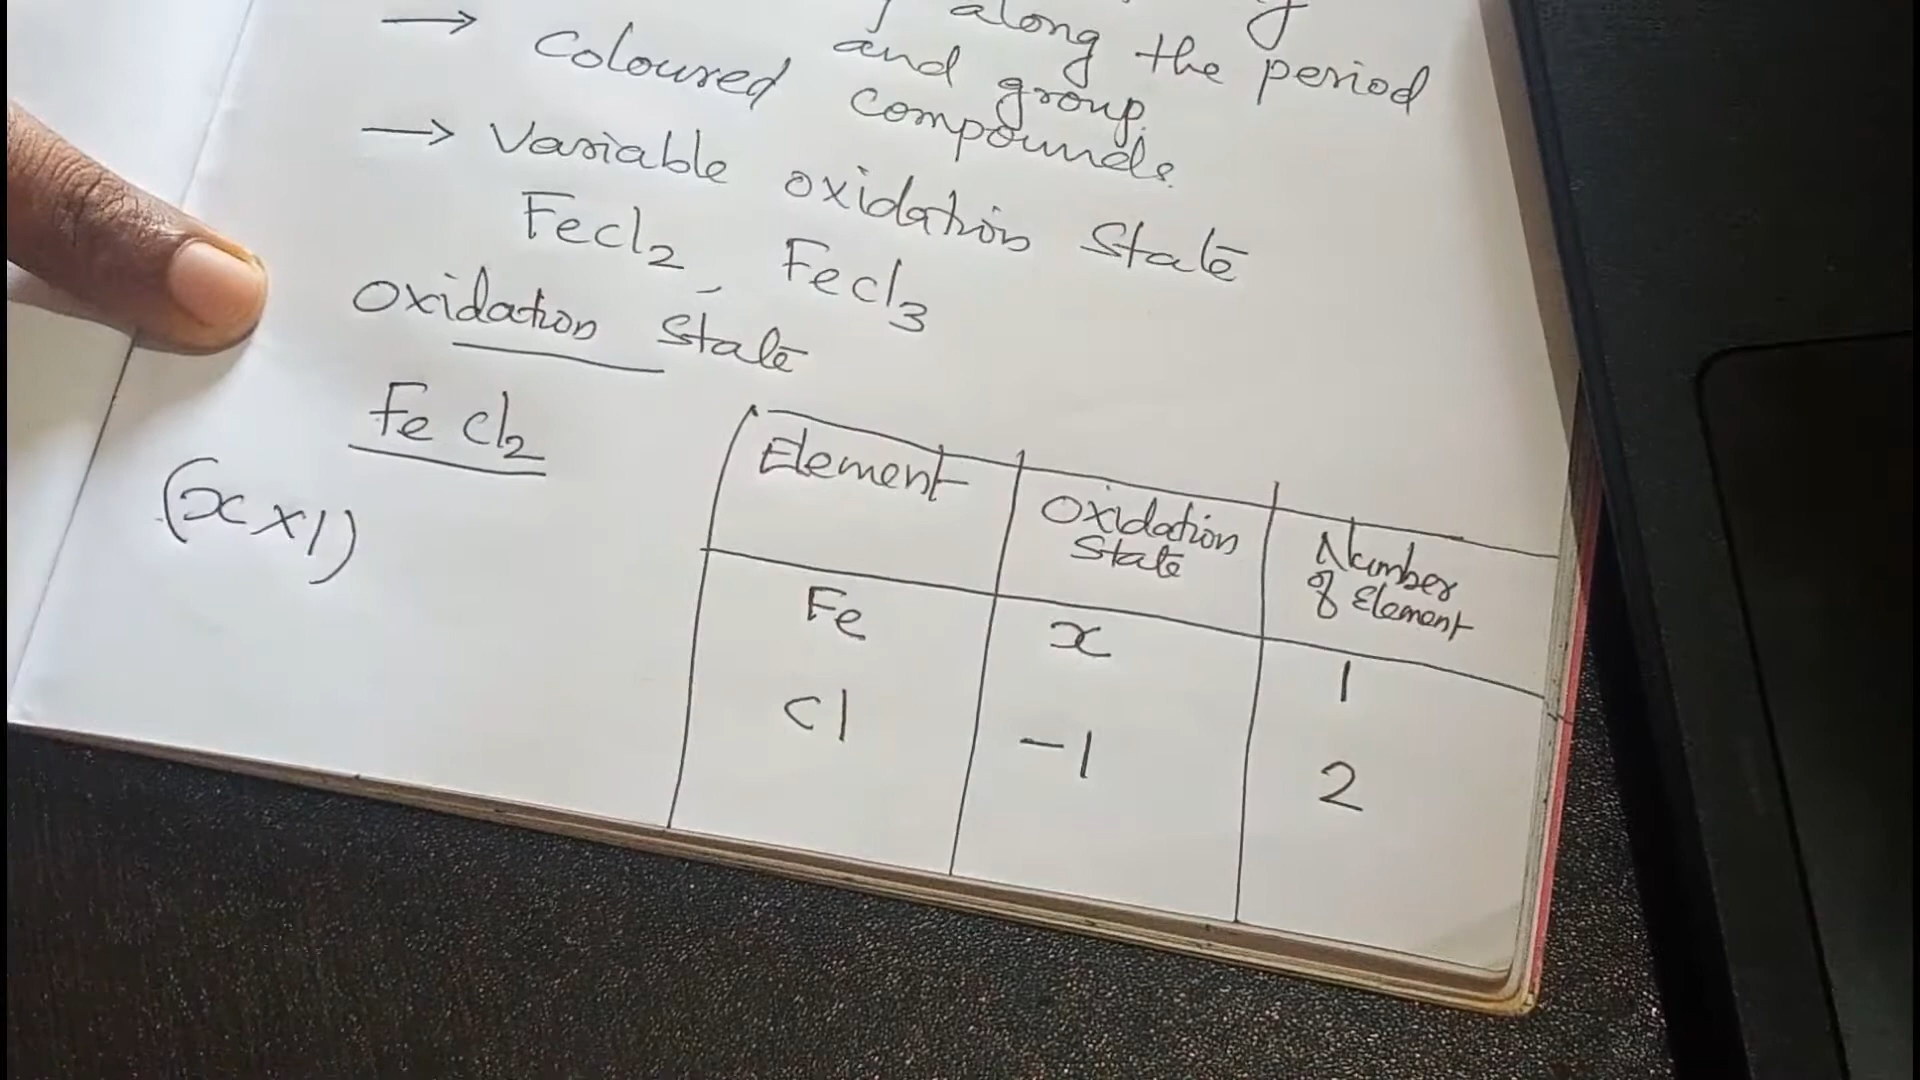 along the period
and group.
→ Coloured compounds.
→ Variable oxidation State
FeCl2, FeCl3
Oxidation State
FeCl2
(x×1)
Element Oxidation State Number of Element
Fe x 1
Cl -1 2